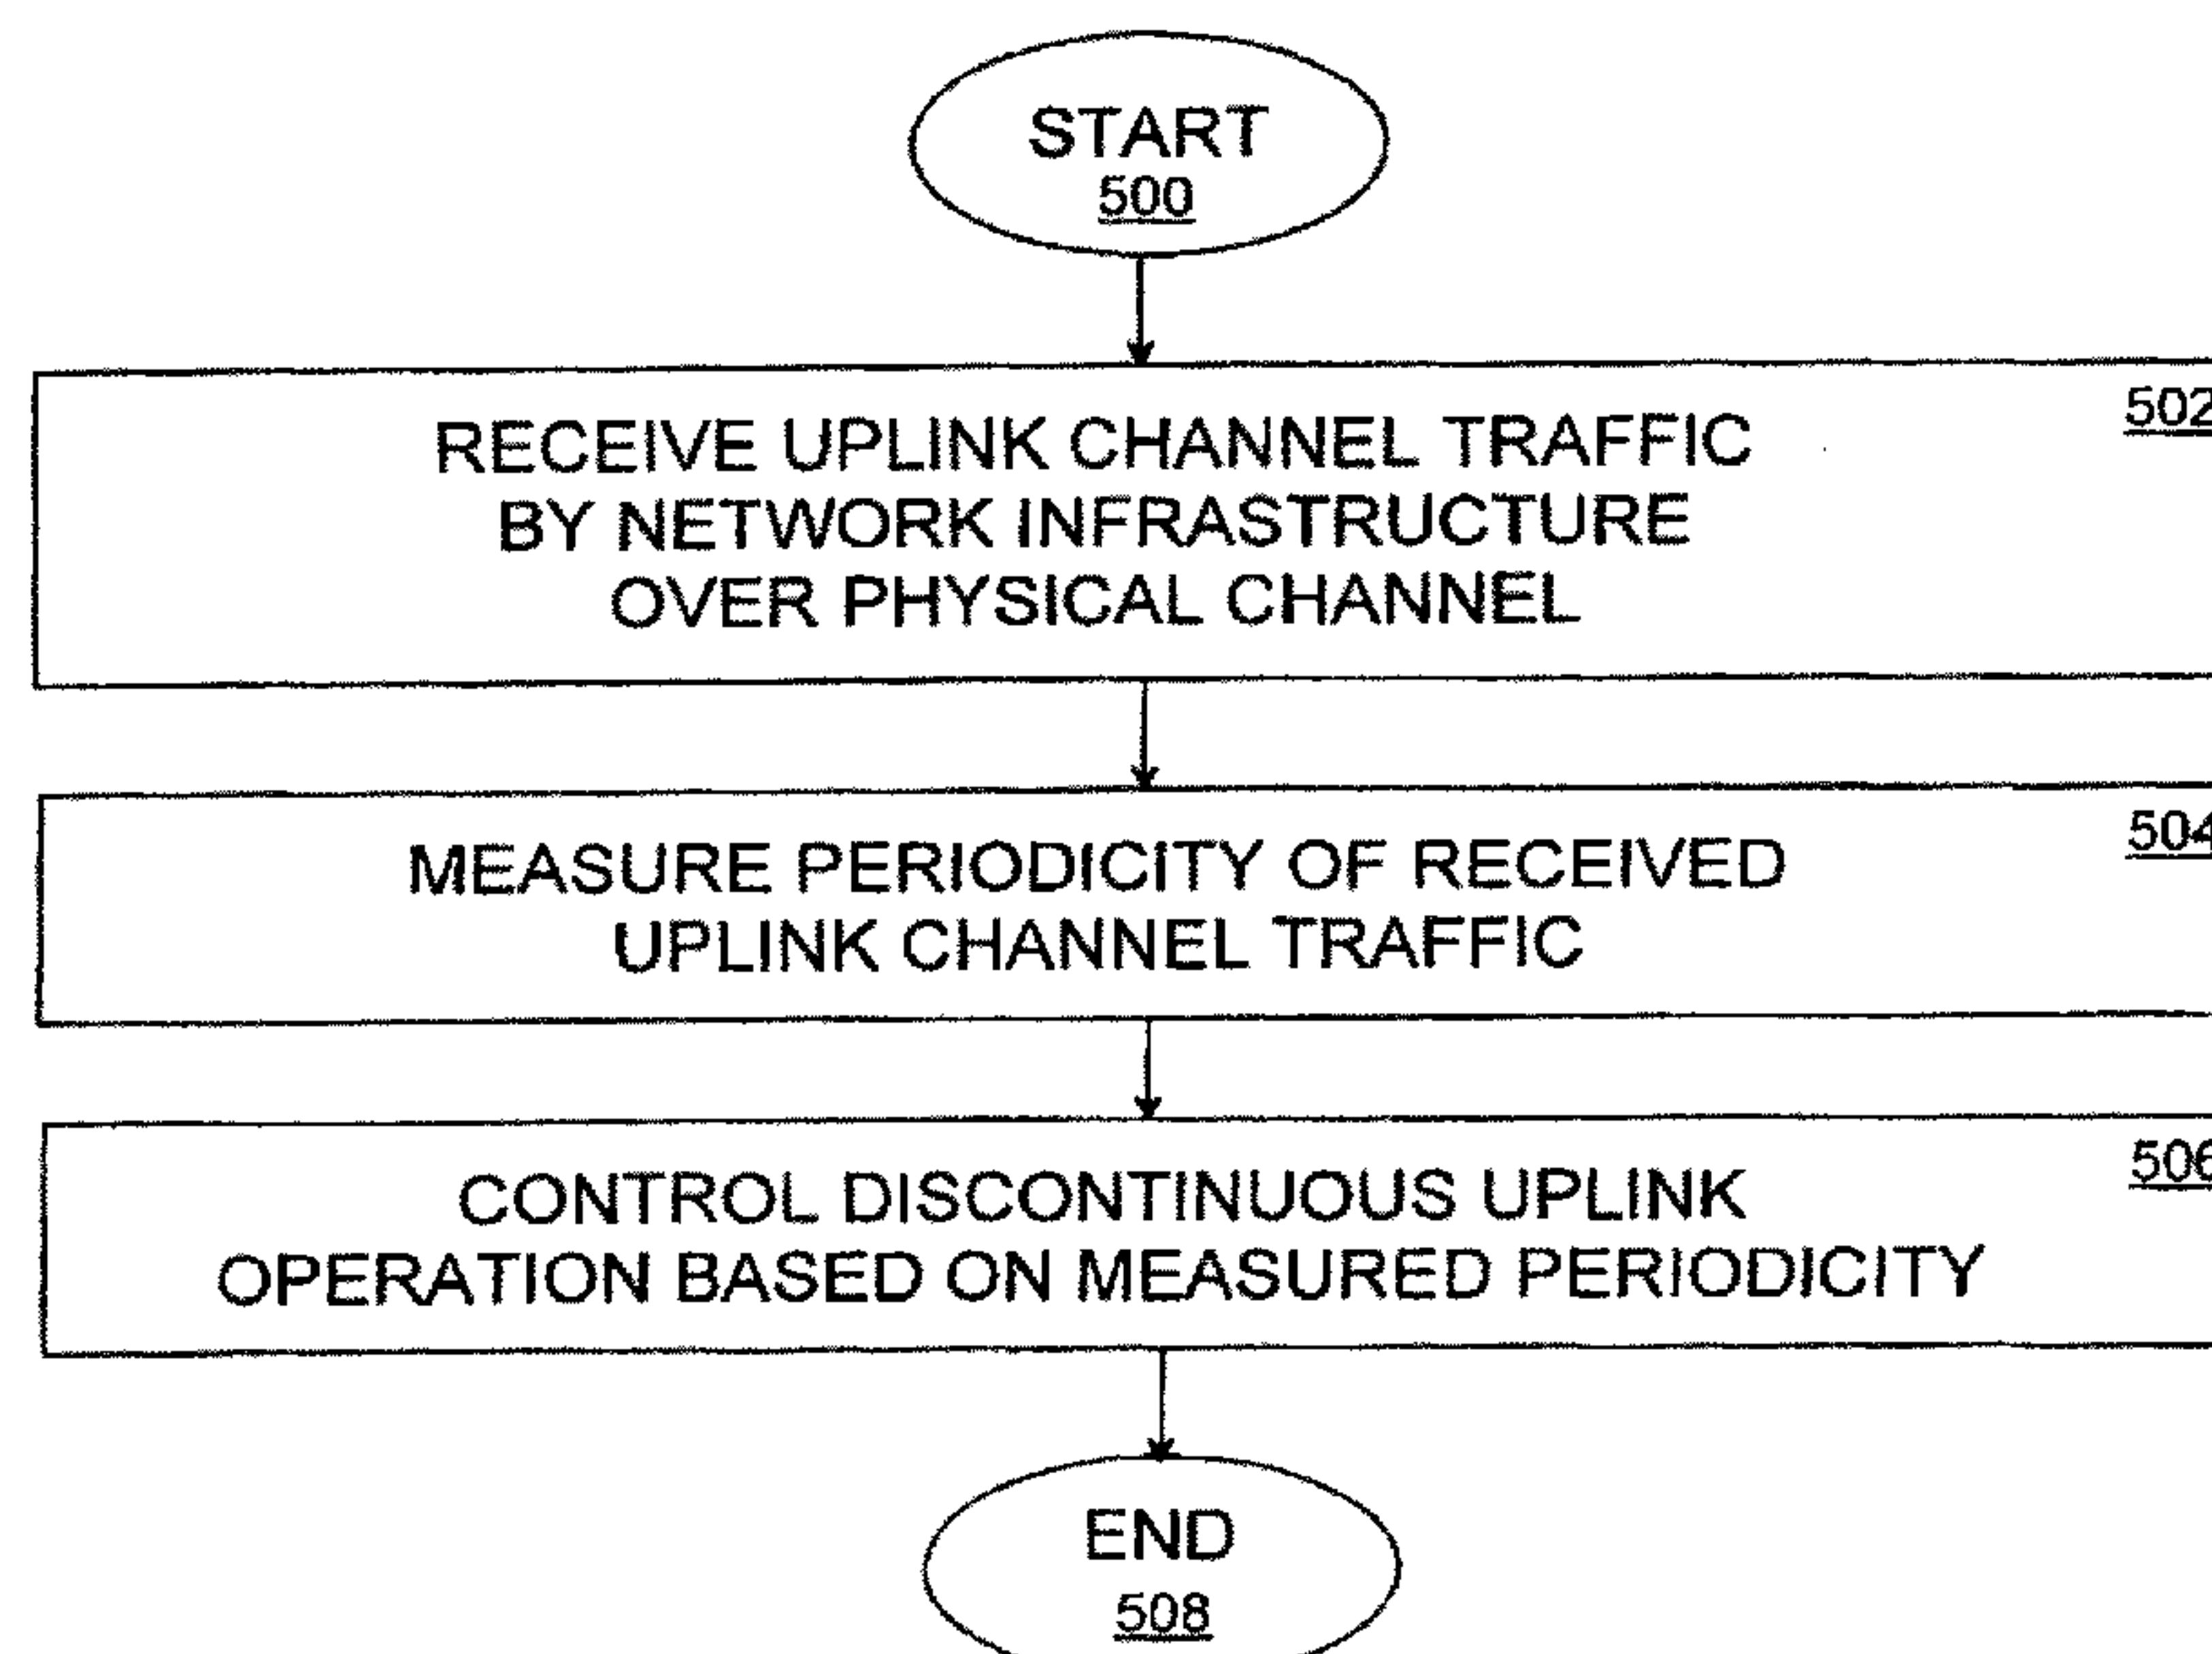 START
500
502
RECEIVE UPLINK CHANNEL TRAFFIC
BY NETWORK INFRASTRUCTURE
OVER PHYSICAL CHANNEL
504
MEASURE PERIODICITY OF RECEIVED
UPLINK CHANNEL TRAFFIC
506
CONTROL DISCONTINUOUS UPLINK
OPERATION BASED ON MEASURED PERIODICITY
END
508